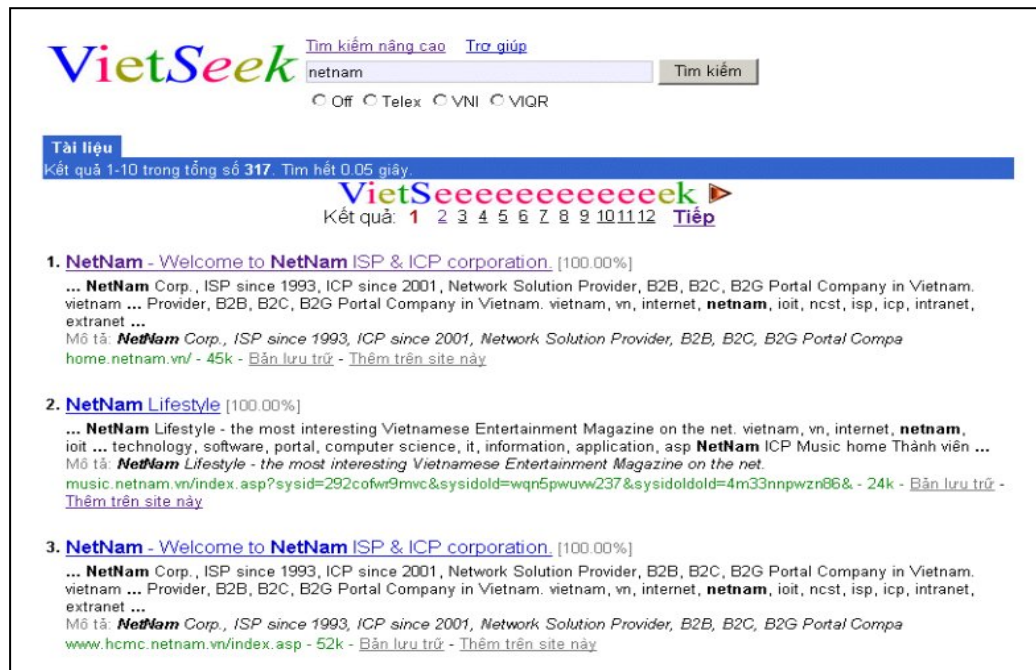 VietSeek
Tìm kiếm nâng cao Trợ giúp
netnam Tìm kiếm
Off Telex VNI VIQR
Tài liệu
Kết quả 1-10 trong tổng số 317. Tìm hết 0.05 giây.
VietSeeeeeeeeeeeeek
Kết quả: 1 2 3 4 5 6 7 8 9 10 11 12 Tiếp
1. NetNam - Welcome to NetNam ISP & ICP corporation. [100.00%]
... NetNam Corp., ISP since 1993, ICP since 2001, Network Solution Provider, B2B, B2C, B2G Portal Company in Vietnam.
vietnam ... Provider, B2B, B2C, B2G Portal Company in Vietnam. vietnam, vn, internet, netnam, ioit, ncst, isp, icp, intranet,
extranet ...
Mô tả: NetNam Corp., ISP since 1993, ICP since 2001, Network Solution Provider, B2B, B2C, B2G Portal Compa
home.netnam.vn/ - 45k - Bản lưu trữ - Thêm trên site này
2. NetNam Lifestyle [100.00%]
... NetNam Lifestyle - the most interesting Vietnamese Entertainment Magazine on the net. vietnam, vn, internet, netnam,
ioit ... technology, software, portal, computer science, it, information, application, asp NetNam ICP Music home Thành viên ...
Mô tả: NetNam Lifestyle - the most interesting Vietnamese Entertainment Magazine on the net.
music.netnam.vn/index.asp?sysid=292cofwr9mvc&sysidold=wqn5pwuvw237&sysidoldold=4m33nnpwzn86& - 24k - Bản lưu trữ -
Thêm trên site này
3. NetNam - Welcome to NetNam ISP & ICP corporation. [100.00%]
... NetNam Corp., ISP since 1993, ICP since 2001, Network Solution Provider, B2B, B2C, B2G Portal Company in Vietnam.
vietnam ... Provider, B2B, B2C, B2G Portal Company in Vietnam. vietnam, vn, internet, netnam, ioit, ncst, isp, icp, intranet,
extranet ...
Mô tả: NetNam Corp., ISP since 1993, ICP since 2001, Network Solution Provider, B2B, B2C, B2G Portal Compa
www.hcmc.netnam.vn/index.asp - 52k - Bản lưu trữ - Thêm trên site này